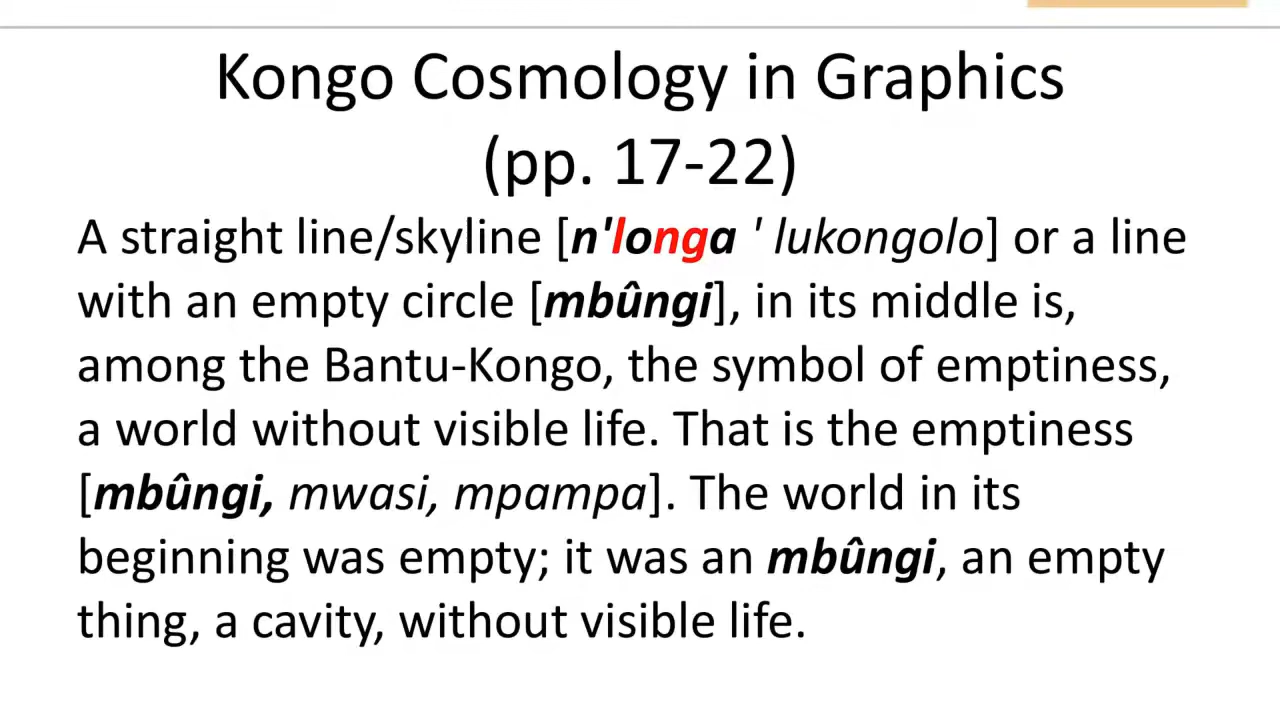 Kongo Cosmology in Graphics
(pp. 17-22)
A straight line/skyline [n'longa ' lukongolo] or a line
with an empty circle [mbûngi], in its middle is,
among the Bantu-Kongo, the symbol of emptiness,
a world without visible life. That is the emptiness
[mbûngi, mwasi, mpampa]. The world in its
beginning was empty; it was an mbûngi, an empty
thing, a cavity, without visible life.